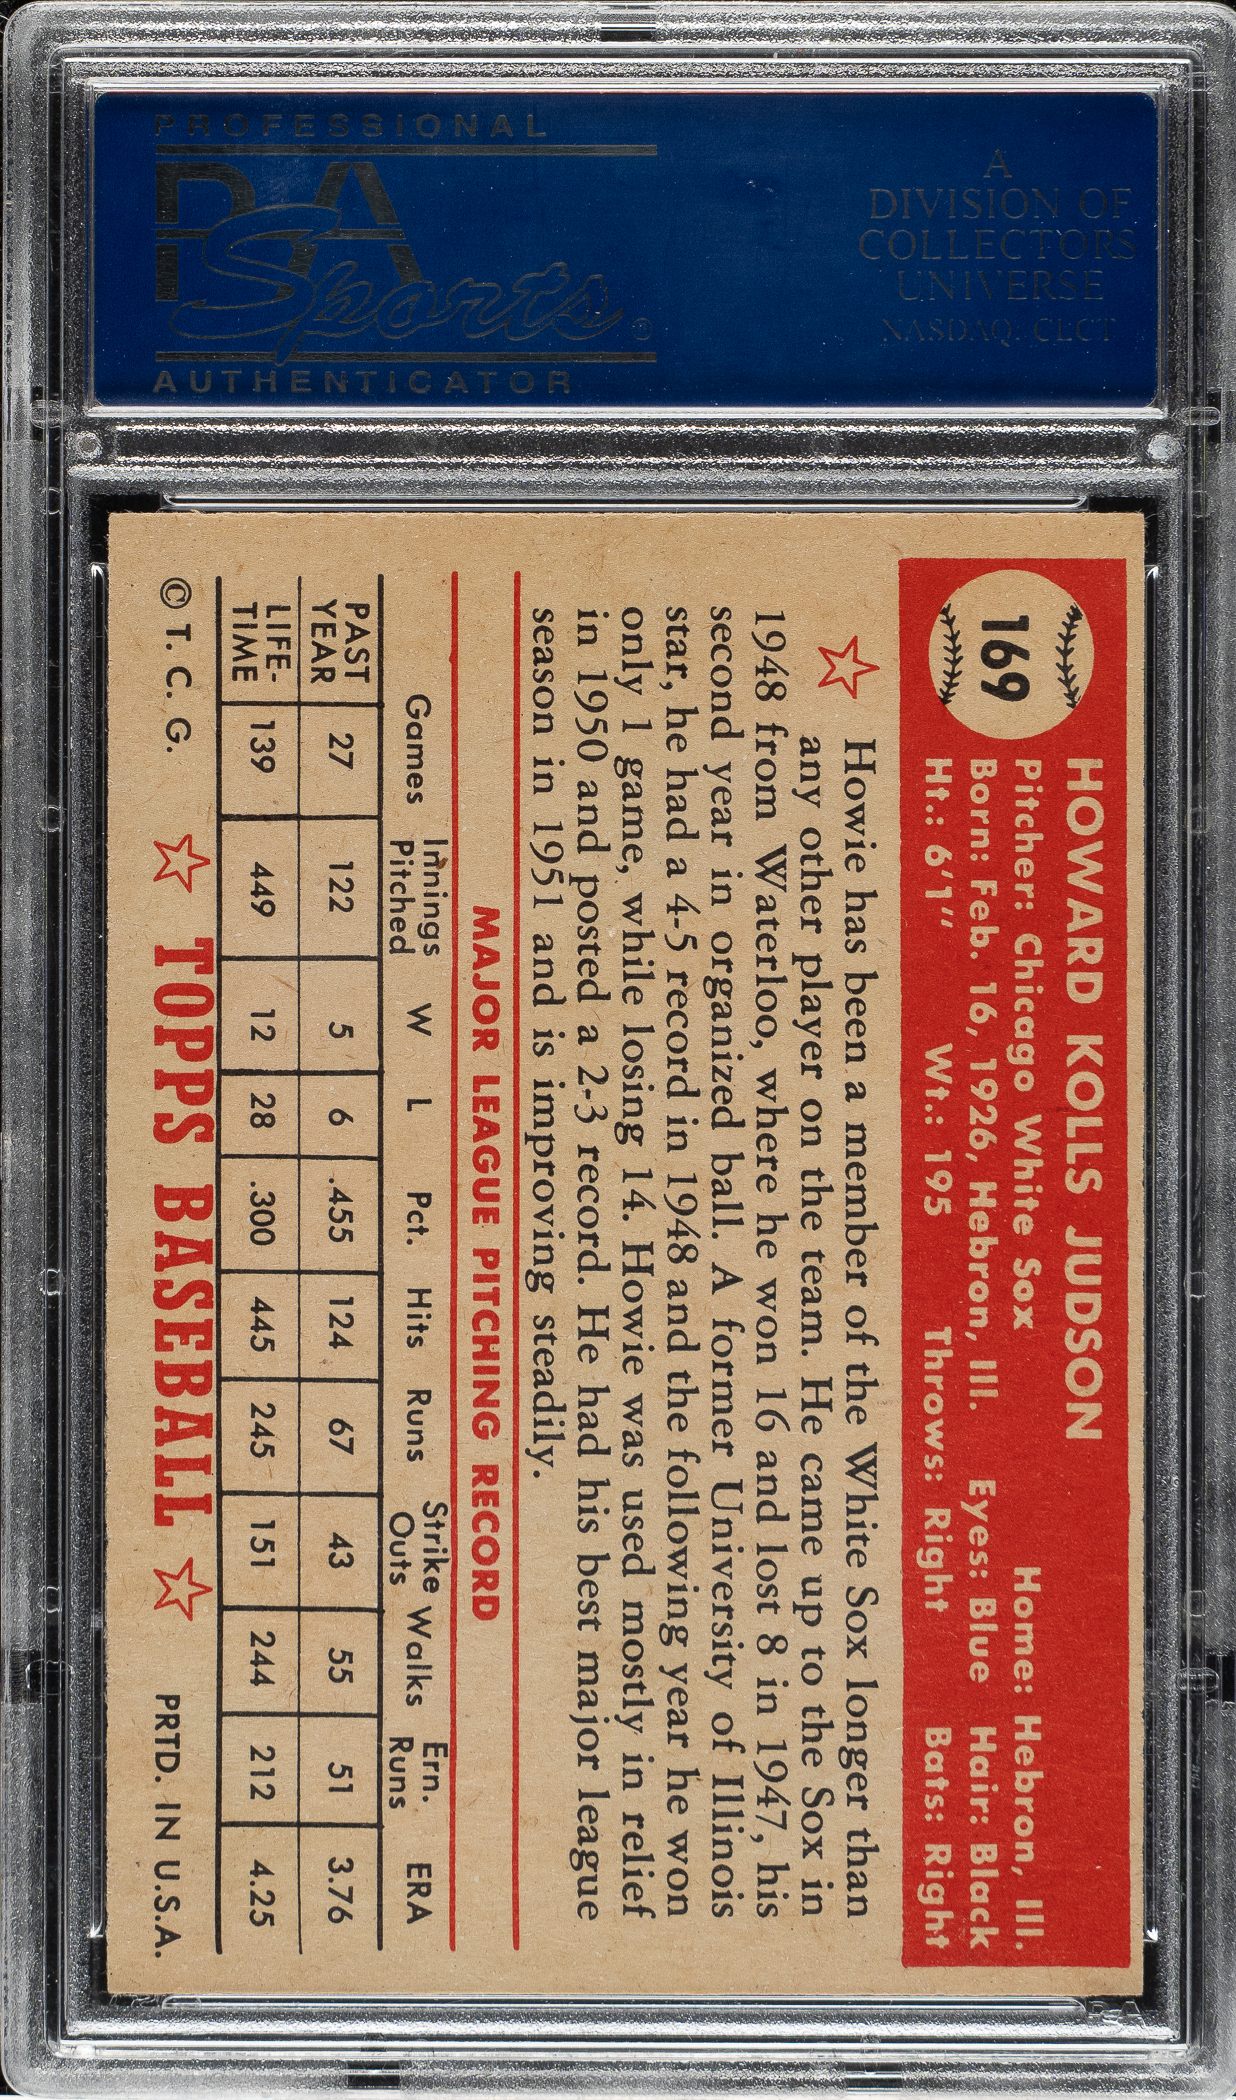 PROFESSIONAL
PSA
Sports
AUTHENTICATOR
A
DIVISION OF
COLLECTORS
UNIVERSE
NASDAQ: CLCT
169
HOWARD KOLLS JUDSON
Pitcher: Chicago White Sox Home: Hebron, Ill.
Born: Feb. 16, 1926, Hebron, Ill. Eyes: Blue Hair: Black
Ht.: 6'1" Wt.: 195 Throws: Right Bats: Right
Howie has been a member of the White Sox longer than
any other player on the team. He came up to the Sox in
1948 from Waterloo, where he won 16 and lost 8 in 1947, his
second year in organized ball. A former University of Illinois
star, he had a 4-5 record in 1948 and the following year he won
only 1 game, while losing 14. Howie was used mostly in relief
in 1950 and posted a 2-3 record. He had his best major league
season in 1951 and is improving steadily.
MAJOR LEAGUE PITCHING RECORD
Games Innings Pitched W L Pct. Hits Runs Strike Outs Walks Ern. Runs ERA
PAST YEAR 27 122 5 6 .455 124 67 43 55 51 3.76
LIFE-TIME 139 449 12 28 .300 445 245 151 244 212 4.25
© T. C. G. TOPPS BASEBALL PRTD. IN U.S.A.